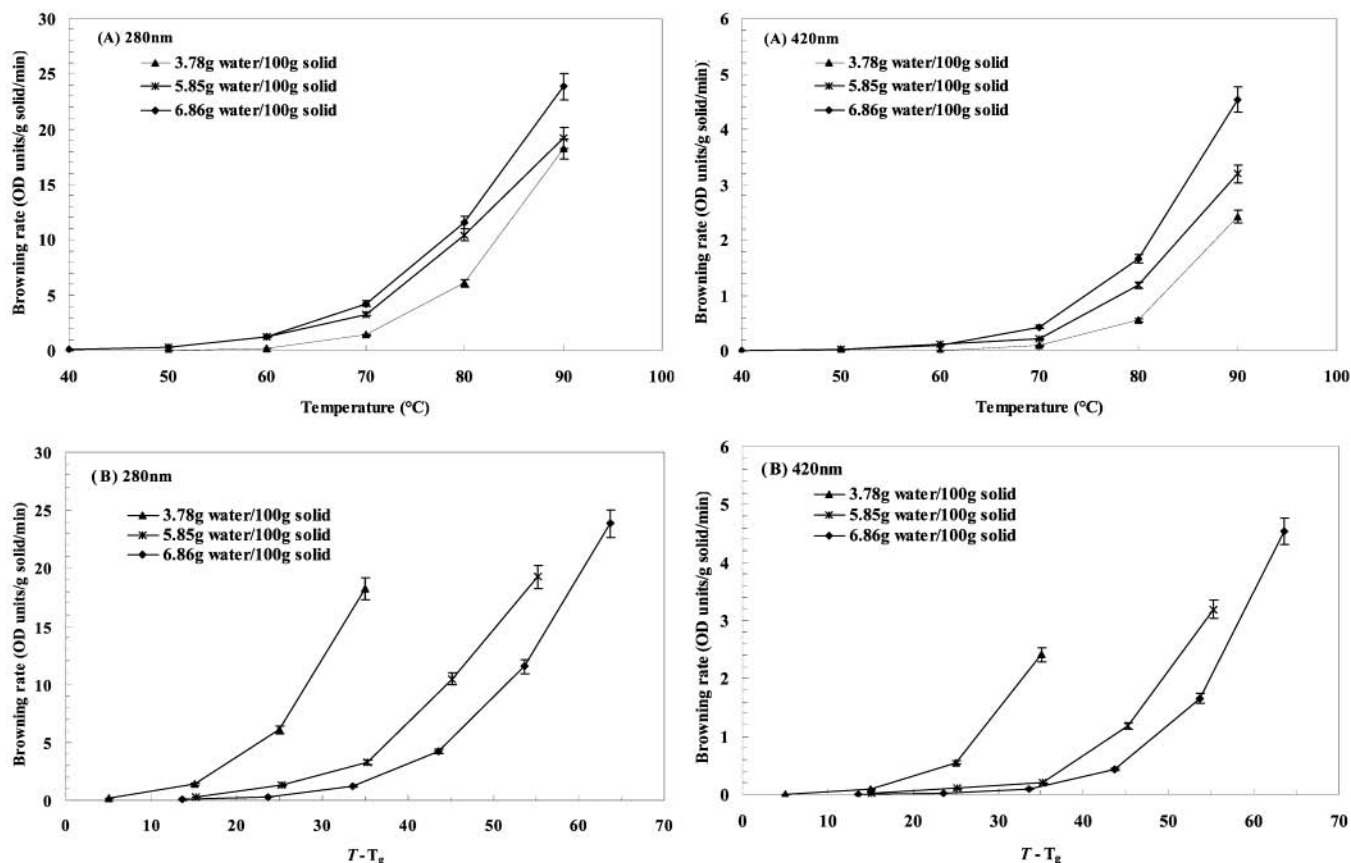 (A) 280nm
3.78g water/100g solid
5.85g water/100g solid
6.86g water/100g solid
Browning rate (OD units/g solid/min)
30
25
20
15
10
5
0
40 50 60 70 80 90 100
Temperature (°C)
(A) 420nm
3.78g water/100g solid
5.85g water/100g solid
6.86g water/100g solid
Browning rate (OD units/g solid/min)
6
5
4
3
2
1
0
40 50 60 70 80 90 100
Temperature (°C)
(B) 280nm
3.78g water/100g solid
5.85g water/100g solid
6.86g water/100g solid
Browning rate (OD units/g solid/min)
30
25
20
15
10
5
0
0 10 20 30 40 50 60 70
T - Tg
(B) 420nm
3.78g water/100g solid
5.85g water/100g solid
6.86g water/100g solid
Browning rate (OD units/g solid/min)
6
5
4
3
2
1
0
0 10 20 30 40 50 60 70
T - Tg